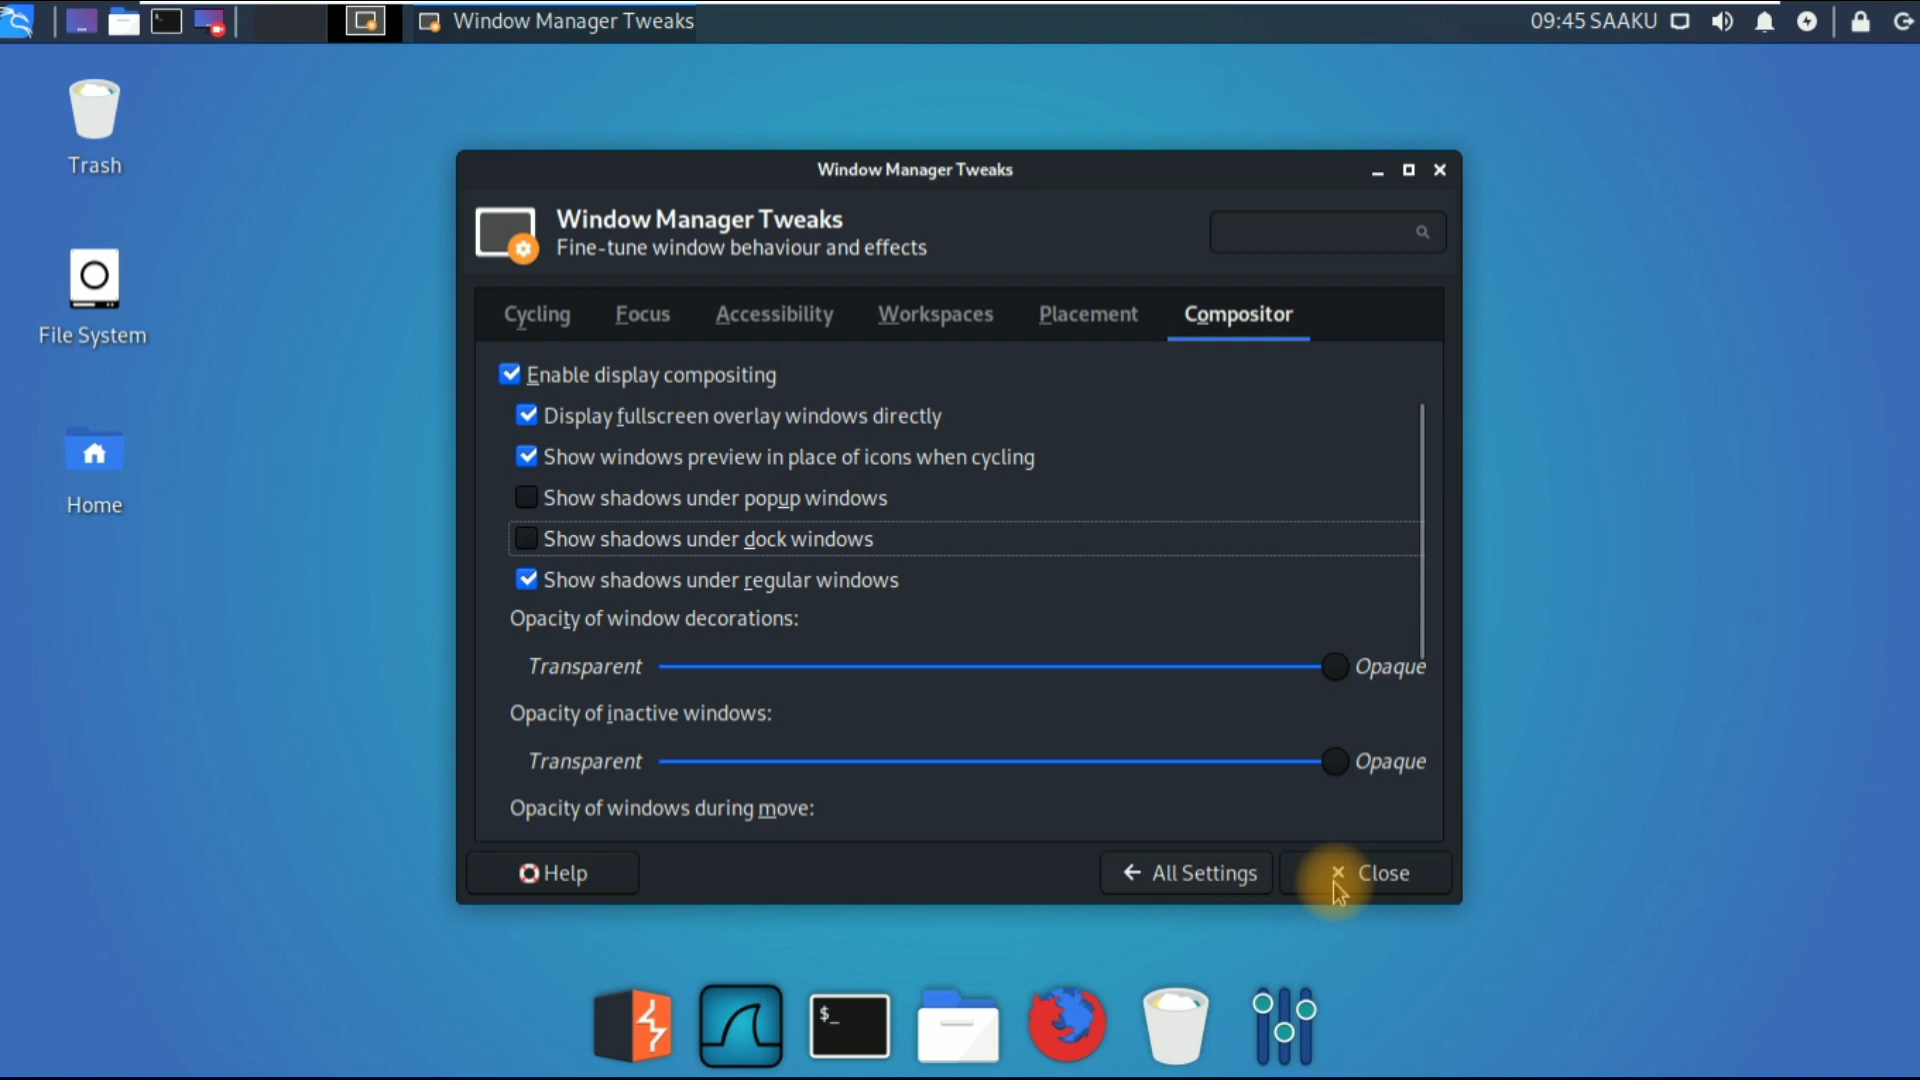 Window Manager Tweaks
09:45 SAAKU
Trash
File System
Home
Window Manager Tweaks
Window Manager Tweaks
Fine-tune window behaviour and effects
Cycling Focus Accessibility Workspaces Placement Compositor
Enable display compositing
Display fullscreen overlay windows directly
Show windows preview in place of icons when cycling
Show shadows under popup windows
Show shadows under dock windows
Show shadows under regular windows
Opacity of window decorations:
Transparent Opaque
Opacity of inactive windows:
Transparent Opaque
Opacity of windows during move:
Help All Settings Close
$_